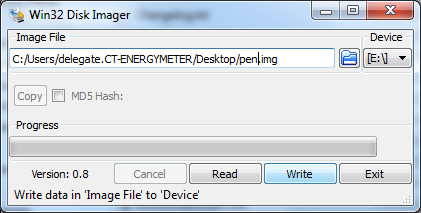 Win32 Disk Imager
Image File
Device
C:/Users/delegate.CT-ENERGYMETER/Desktop/pen.img
[E:\]
Copy
MD5 Hash:
Progress
Version: 0.8
Cancel
Read
Write
Exit
Write data in 'Image File' to 'Device'